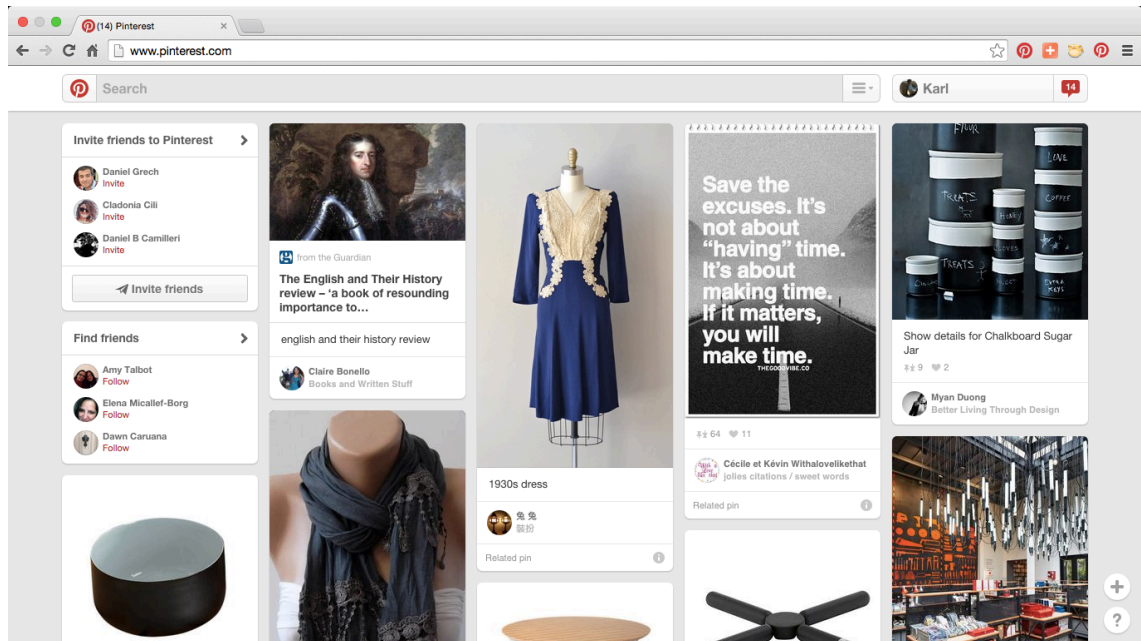 (14) Pinterest
www.pinterest.com
Search
Karl
14
Invite friends to Pinterest
Daniel Grech
Invite
Cladonia Cili
Invite
Daniel B Camilleri
Invite
Invite friends
Find friends
Amy Talbot
Follow
Elena Micallef-Borg
Follow
Dawn Caruana
Follow
from the Guardian
The English and Their History
review – ‘a book of resounding
importance to…
english and their history review
Claire Bonello
Books and Written Stuff
1930s dress
兔 兔
裝扮
Related pin
Save the
excuses. It's
not about
“having” time.
It's about
making time.
If it matters,
you will
make time.
THEGOODVIBE.CO
64
11
Cécile et Kévin Withalovelikethat
jolies citations / sweet words
Related pin
FLOUR
LOVE
TREATS
COFFEE
TREATS
EXTRA
KEYS
Show details for Chalkboard Sugar
Jar
9
2
Myan Duong
Better Living Through Design
+
?